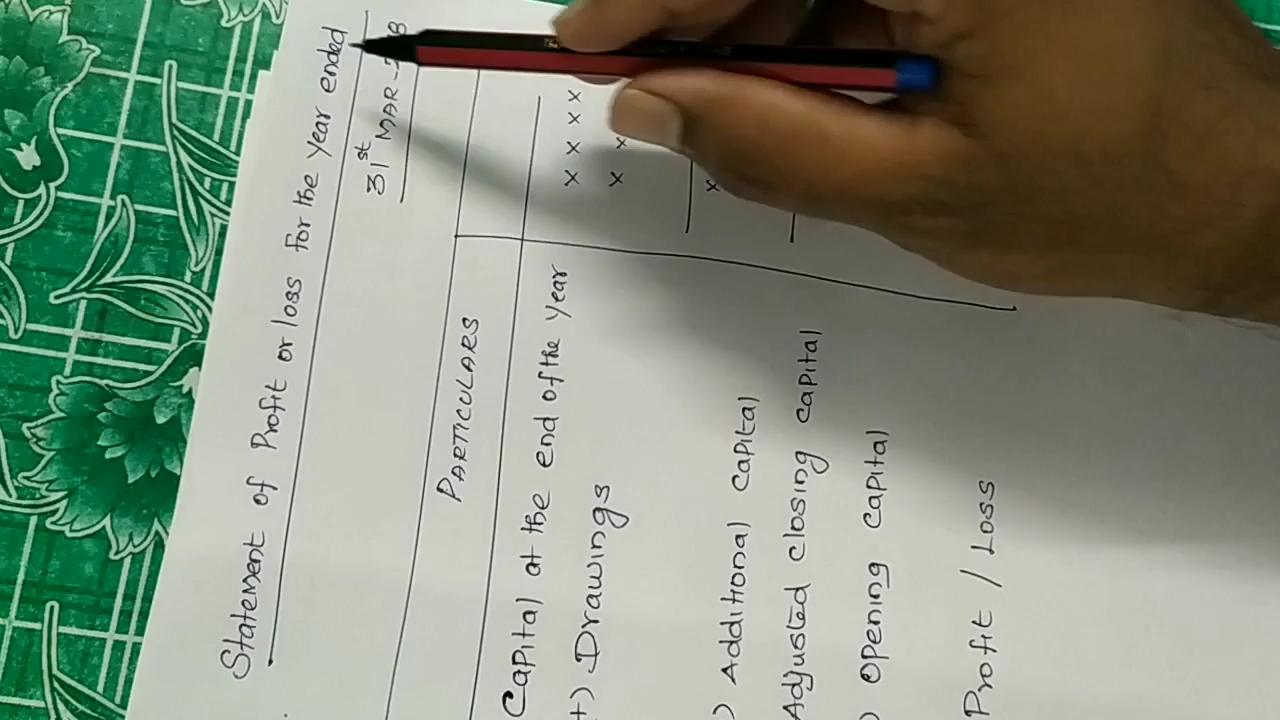 Statement of Profit or loss for the year ended
31st MAR
PARTICULARS
Capital at the end of the year x x x x
+) Drawings x x
) Additional capital
Adjusted closing capital x
) Opening capital
Profit / Loss